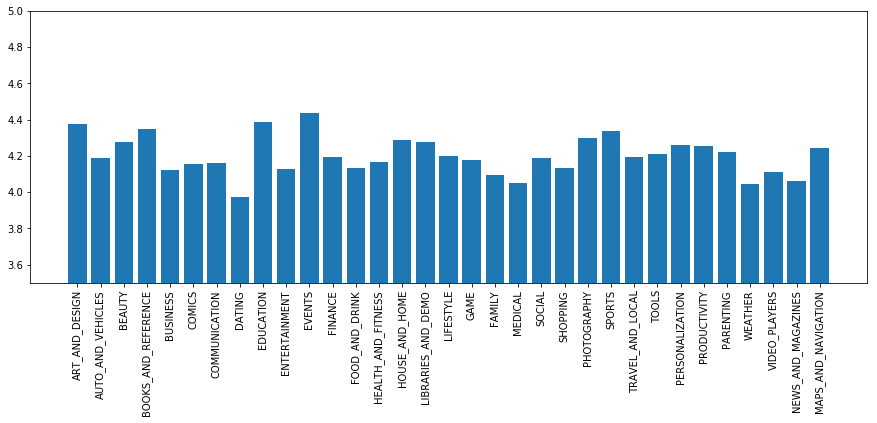 5.0
4.8
4.6
4.4
4.2
4.0
3.8
3.6
ART_AND_DESIGN
AUTO_AND_VEHICLES
BEAUTY
BOOKS_AND_REFERENCE
BUSINESS
COMICS
COMMUNICATION
DATING
EDUCATION
ENTERTAINMENT
EVENTS
FINANCE
FOOD_AND_DRINK
HEALTH_AND_FITNESS
HOUSE_AND_HOME
LIBRARIES_AND_DEMO
LIFESTYLE
GAME
FAMILY
MEDICAL
SOCIAL
SHOPPING
PHOTOGRAPHY
SPORTS
TRAVEL_AND_LOCAL
TOOLS
PERSONALIZATION
PRODUCTIVITY
PARENTING
WEATHER
VIDEO_PLAYERS
NEWS_AND_MAGAZINES
MAPS_AND_NAVIGATION